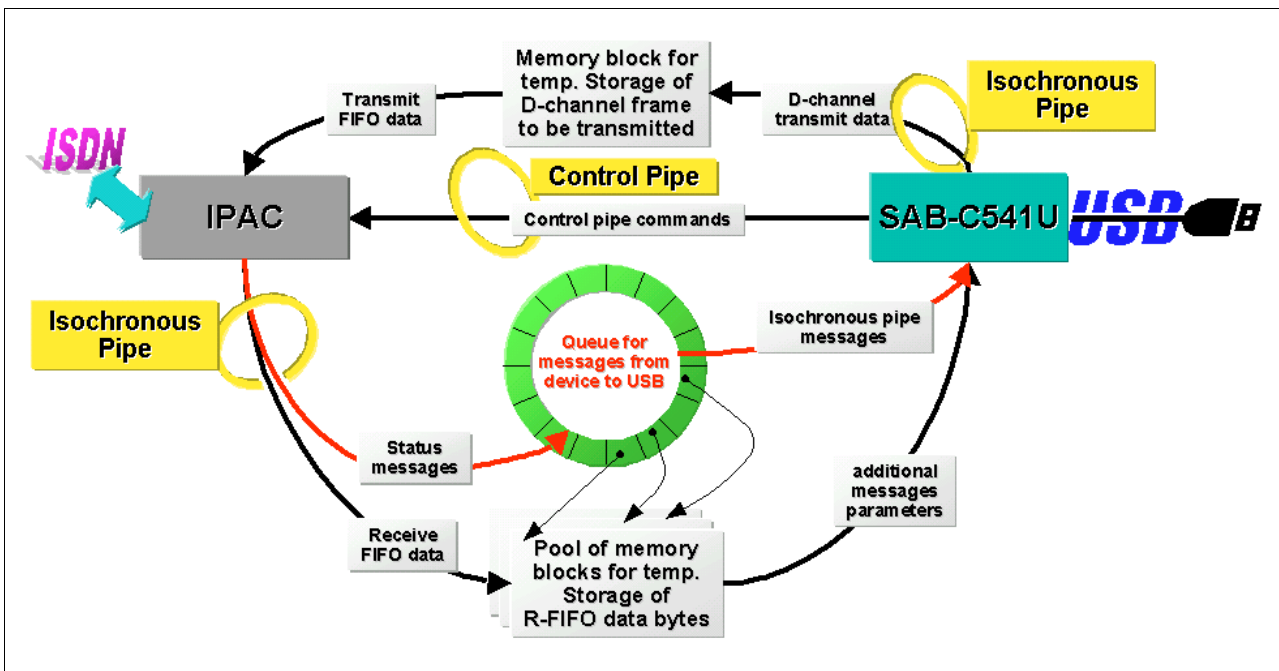 Memory block for
temp. Storage of
D-channel frame
to be transmitted
Isochronous
Pipe
Transmit
FIFO data
D-channel
transmit data
ISDN
Control Pipe
IPAC
Control pipe commands
SAB-C541U
USB
Isochronous
Pipe
Queue for
messages from
device to USB
Isochronous pipe
messages
Status
messages
additional
messages
parameters
Receive
FIFO data
Pool of memory
blocks for temp.
Storage of
R-FIFO data bytes